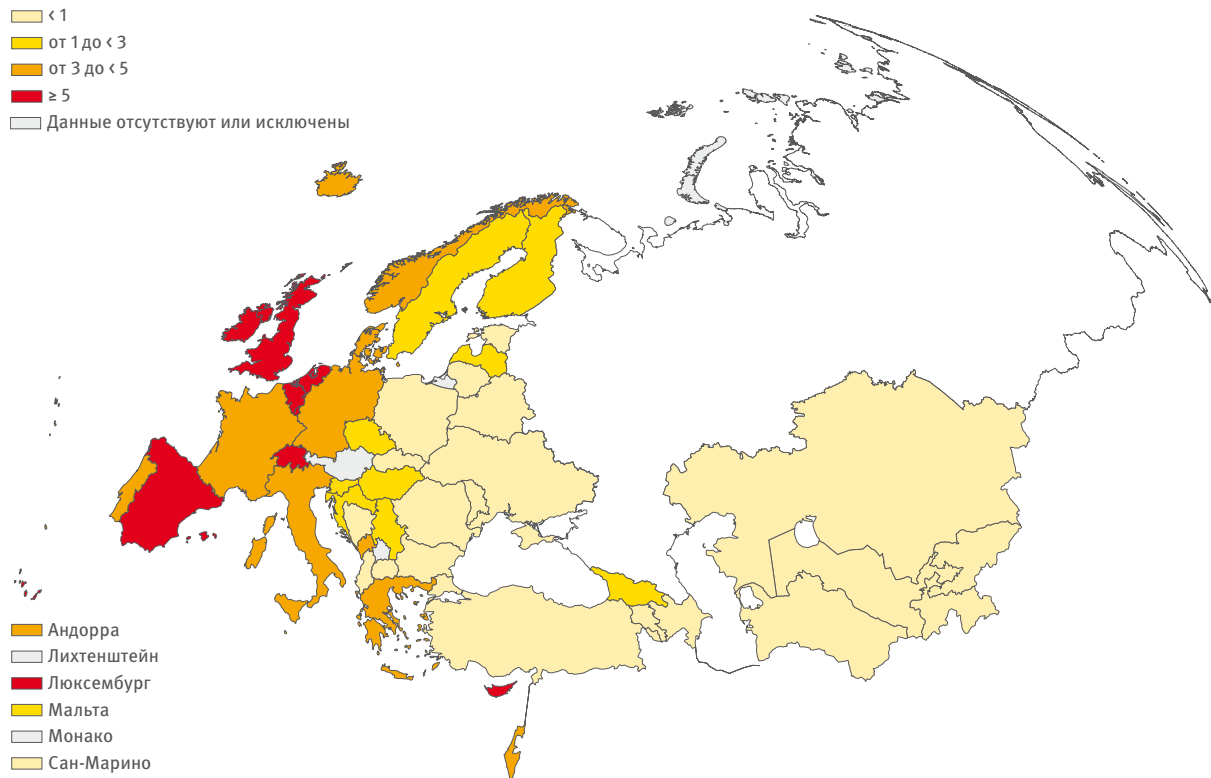 < 1
от 1 до < 3
от 3 до < 5
≥ 5
Данные отсутствуют или исключены
Андорра
Лихтенштейн
Люксембург
Мальта
Монако
Сан-Марино